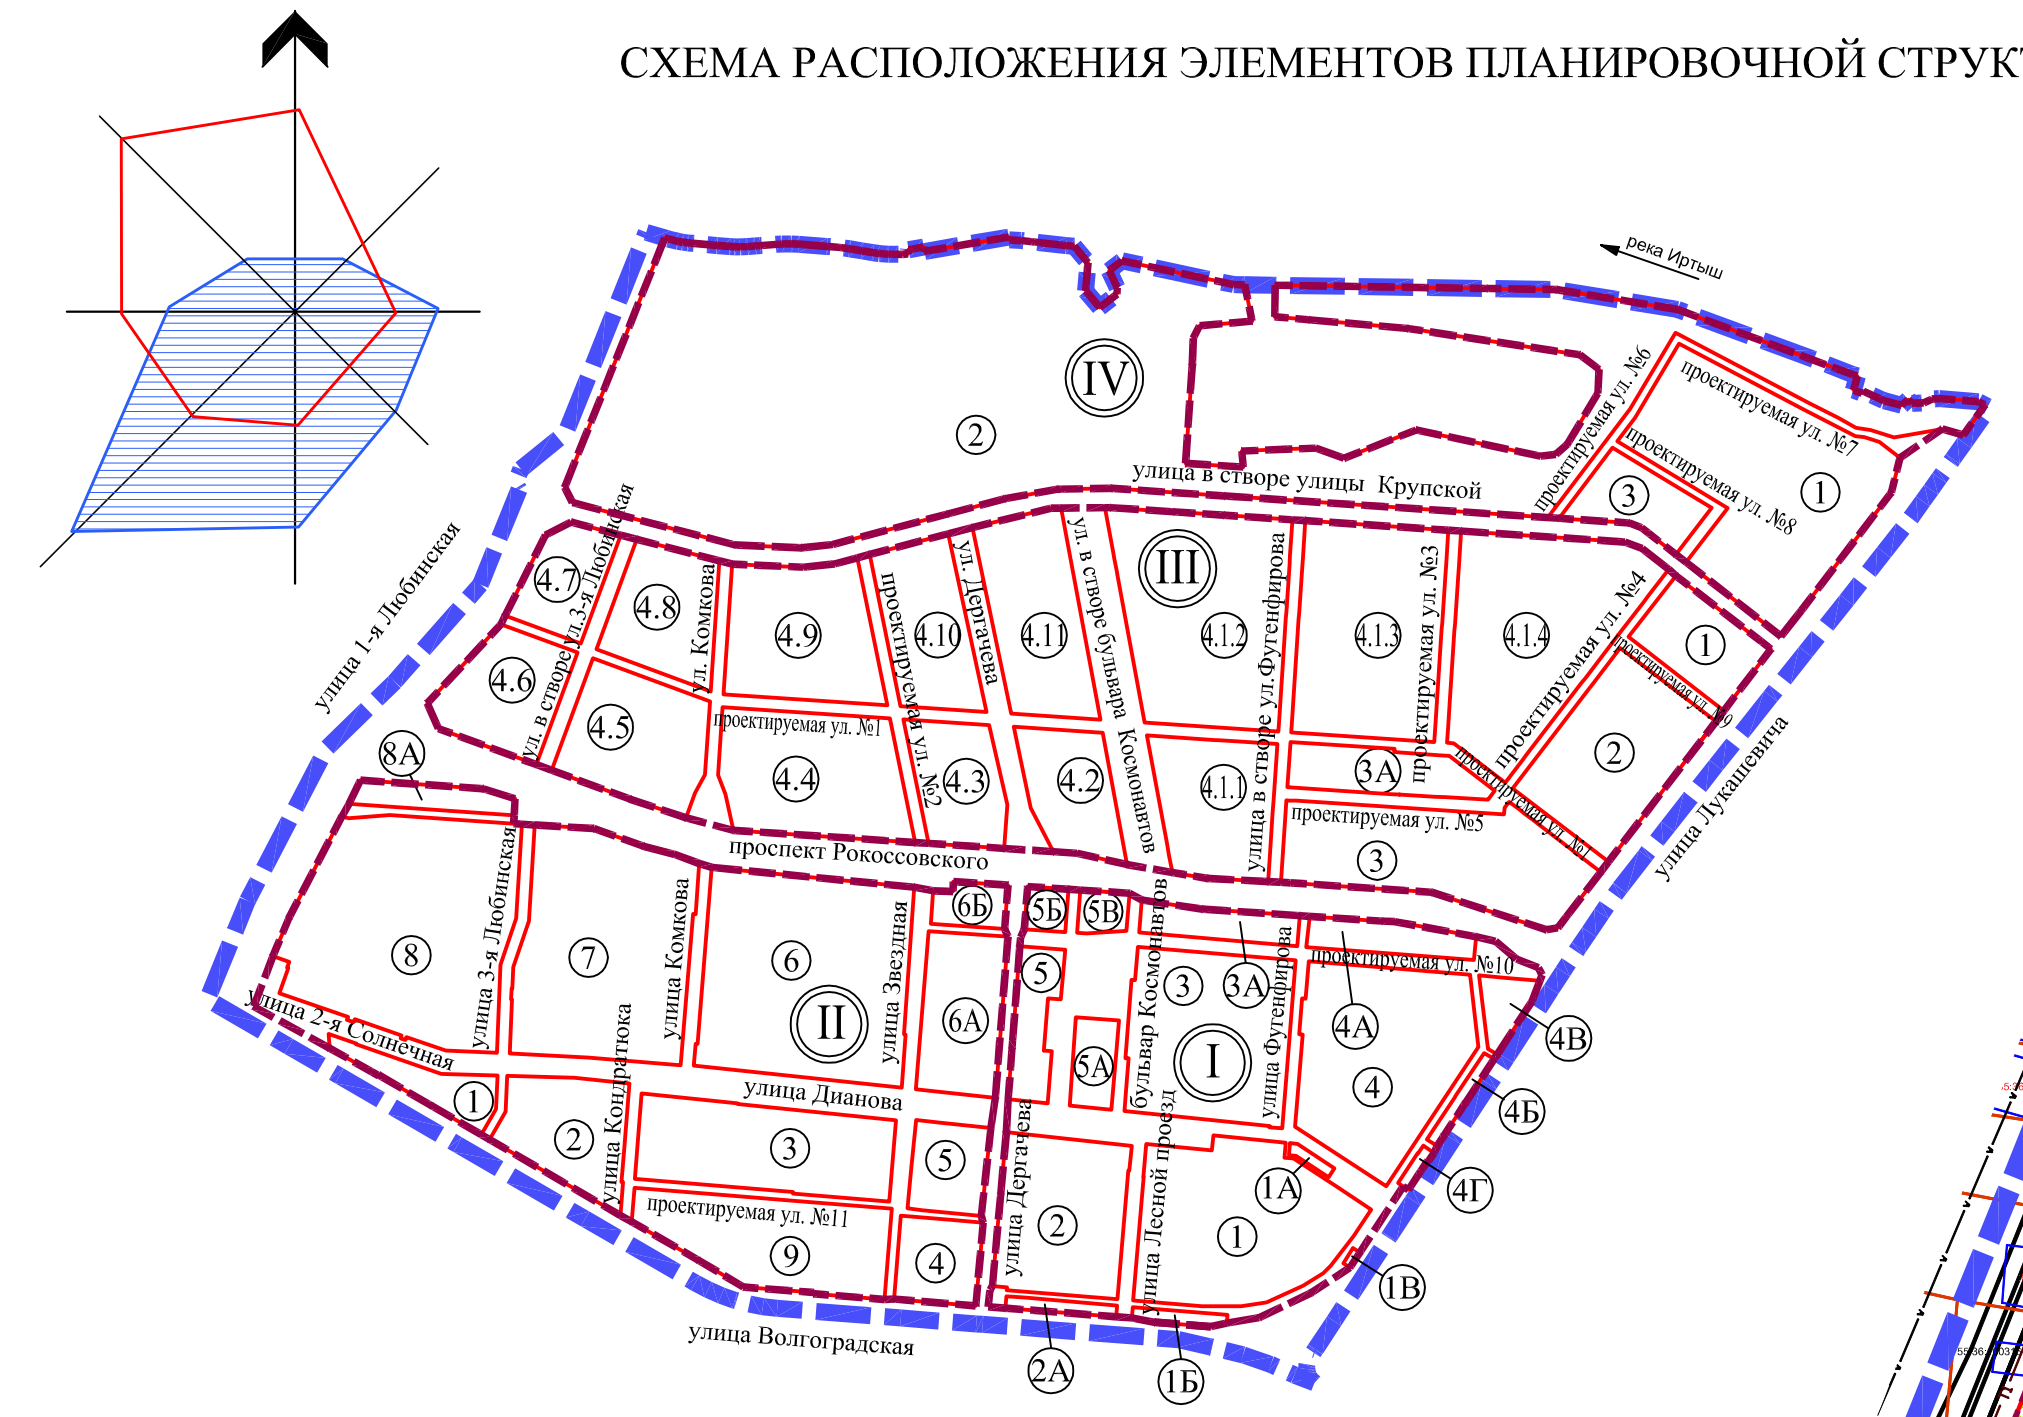 СХЕМА РАСПОЛОЖЕНИЯ ЭЛЕМЕНТОВ ПЛАНИРОВОЧНОЙ
река Иртыш
IV
2
улица в створе улицы Крупской
проектируемая ул. №6
проектируемая ул. №7
проектируемая ул. №8
3
1
улица 1-я Любинская
III
4.7
ул. в створе ул.3-я Любинская
4.8
ул. Комкова
4.9
проектируемая ул. №2
4.10
ул. Дергачева
4.11
ул. в створе бульвара Космонавтов
4.1.2
улица в створе ул.Фугенфирова
4.1.3
проектируемая ул. №3
4.1.4
проектируемая ул. №4
1
проектируемая ул. №9
4.6
4.5
проектируемая ул. №1
4.4
4.3
4.2
4.1.1
3А
проектируемая ул. №1
2
улица Лукашевича
8А
проектируемая ул. №5
3
проспект Рокоссовского
6Б
5Б
5В
8
улица 3-я Любинская
7
улица Комкова
6
улица Звездная
5
бульвар Космонавтов
3
3А
улица Фугенфирова
проектируемая ул. №10
4А
4В
улица 2-я Солнечная
II
6А
5А
I
4
4Б
1
улица Дианова
2
улица Кондратюка
3
5
улица Дергачева
улица Лесной проезд
1А
4Г
проектируемая ул. №11
9
4
2
1
1В
улица Волгоградская
2А
1Б